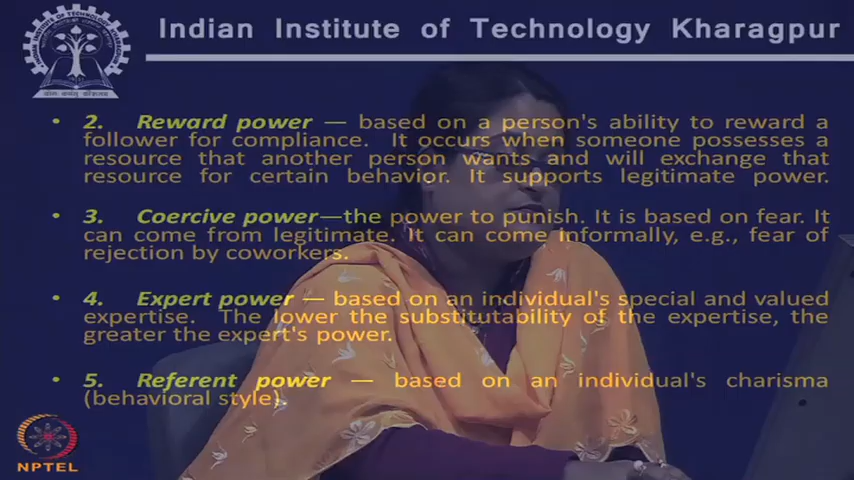 Indian Institute of Technology Kharagpur
• 2. Reward power — based on a person's ability to reward a
follower for compliance. It occurs when someone possesses a
resource that another person wants and will exchange that
resource for certain behavior. It supports legitimate power.
• 3. Coercive power—the power to punish. It is based on fear. It
can come from legitimate. It can come informally, e.g., fear of
rejection by coworkers.
• 4. Expert power — based on an individual's special and valued
expertise. The lower the substitutability of the expertise, the
greater the expert's power.
• 5. Referent power — based on an individual's charisma
(behavioral style).
NPTEL